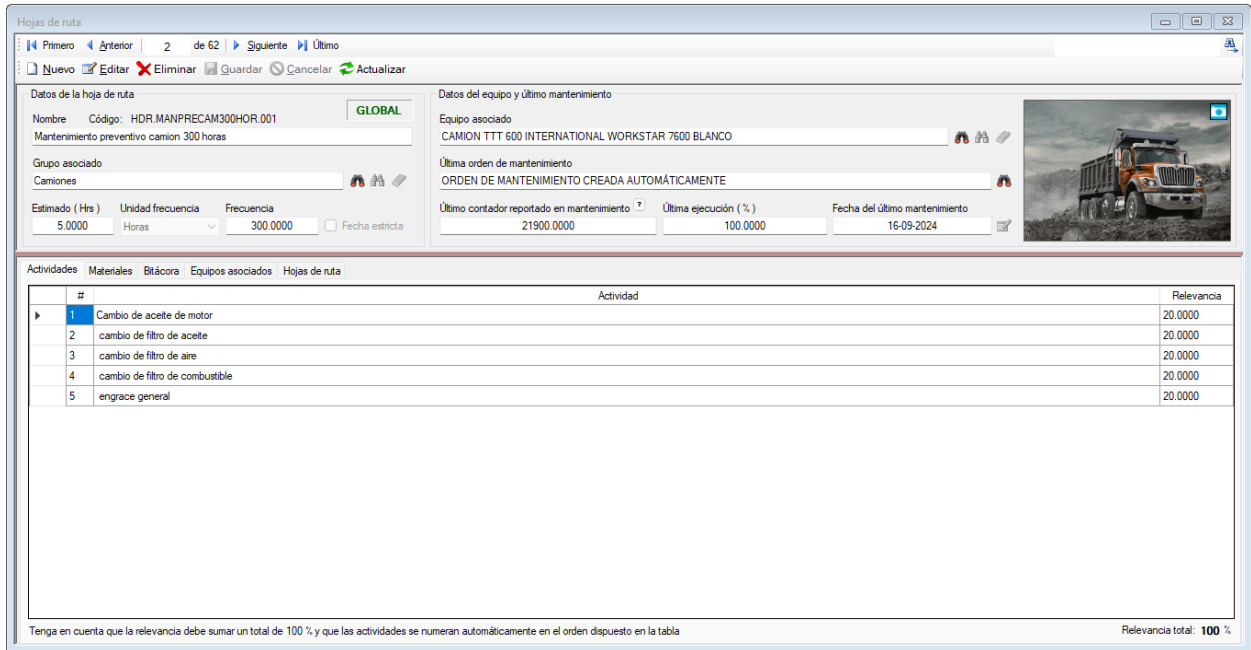 Hojas de ruta
Primero Anterior 2 de 62 Siguiente Último
Nuevo Editar Eliminar Guardar Cancelar Actualizar
Datos de la hoja de ruta
GLOBAL
Nombre Código: HDR.MANPRECAM300HOR.001
Mantenimiento preventivo camion 300 horas
Grupo asociado
Camiones
Estimado ( Hrs ) Unidad frecuencia Frecuencia
5.0000 Horas 300.0000 Fecha estricta
Datos del equipo y último mantenimiento
Equipo asociado
CAMION TTT 600 INTERNATIONAL WORKSTAR 7600 BLANCO
Última orden de mantenimiento
ORDEN DE MANTENIMIENTO CREADA AUTOMÁTICAMENTE
Último contador reportado en mantenimiento ? Última ejecución ( % ) Fecha del último mantenimiento
21900.0000 100.0000 16-09-2024
Actividades Materiales Bitácora Equipos asociados Hojas de ruta
# Actividad Relevancia
1 Cambio de aceite de motor 20.0000
2 cambio de filtro de aceite 20.0000
3 cambio de filtro de aire 20.0000
4 cambio de filtro de combustible 20.0000
5 engrace general 20.0000
Tenga en cuenta que la relevancia debe sumar un total de 100 % y que las actividades se numeran automáticamente en el orden dispuesto en la tabla Relevancia total: 100 %